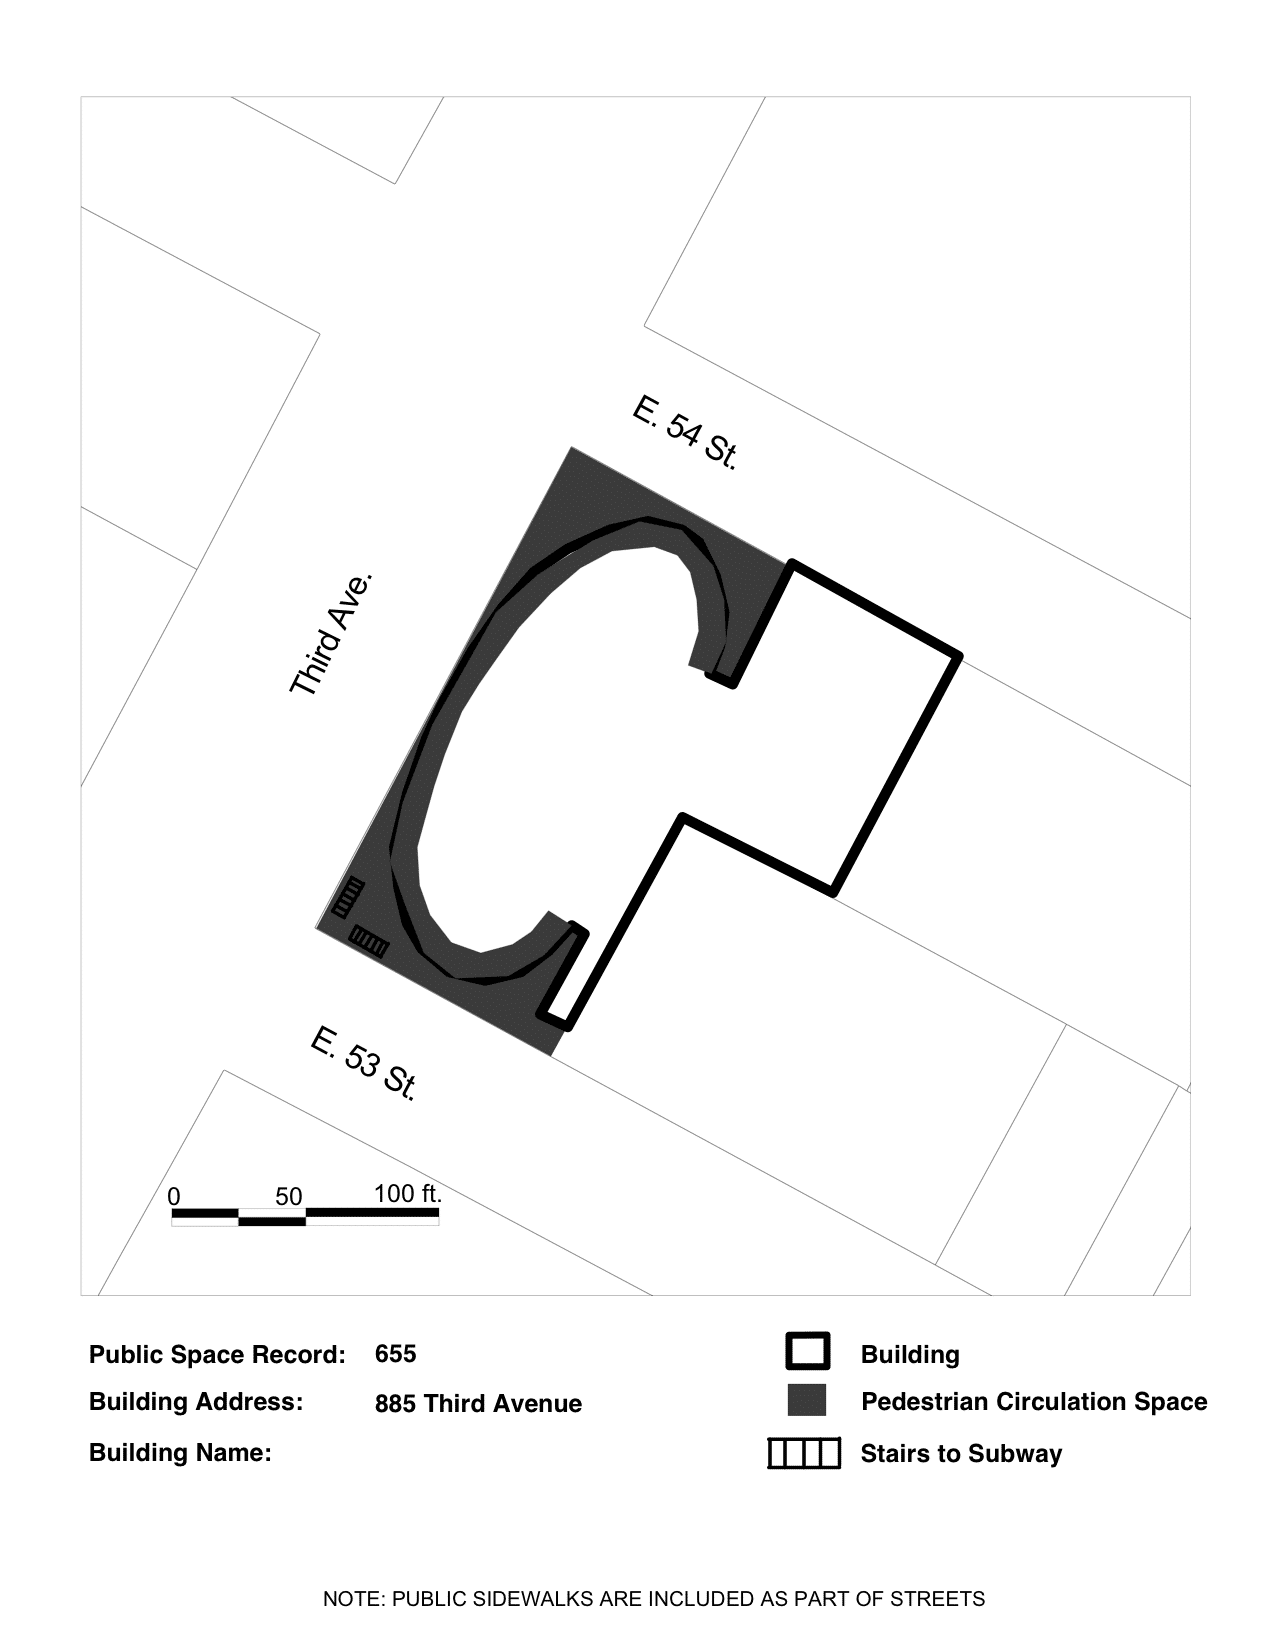 E. 54 St.
Third Ave.
E. 53 St.
0 50 100 ft.
Public Space Record: 655
Building Address: 885 Third Avenue
Building Name:
Building
Pedestrian Circulation Space
Stairs to Subway
NOTE: PUBLIC SIDEWALKS ARE INCLUDED AS PART OF STREETS